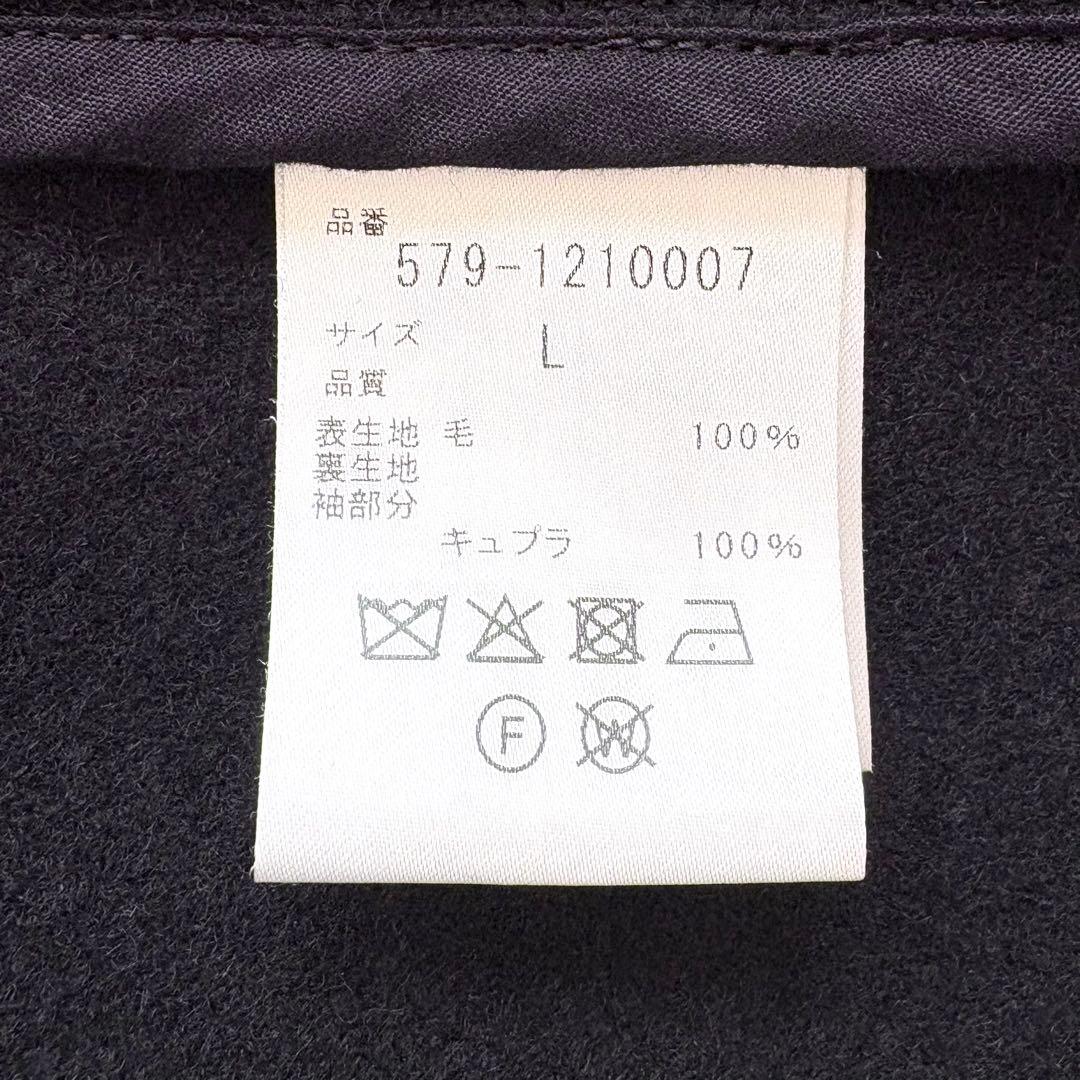 品番
579-1210007
サイズ L
品質
表生地 毛 100%
裏生地
袖部分
キュプラ 100%
F W